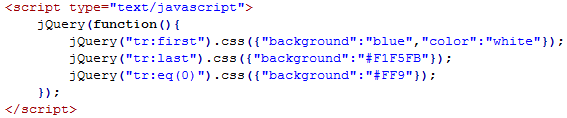 <script type="text/javascript">
    jQuery(function(){
        jQuery("tr:first").css({"background":"blue","color":"white"});
        jQuery("tr:last").css({"background":"#F1F5FB"});
        jQuery("tr:eq(0)").css({"background":"#FF9"});
    });
</script>